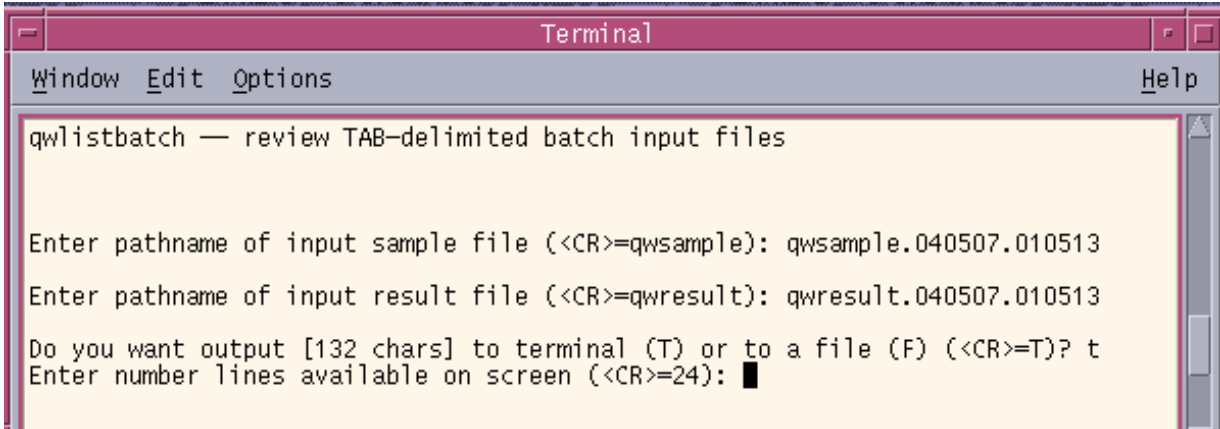 Terminal
Window Edit Options Help
qwlistbatch — review TAB-delimited batch input files
Enter pathname of input sample file (<CR>=qwsample): qwsample.040507.010513
Enter pathname of input result file (<CR>=qwresult): qwresult.040507.010513
Do you want output [132 chars] to terminal (T) or to a file (F) (<CR>=T)? t
Enter number lines available on screen (<CR>=24):